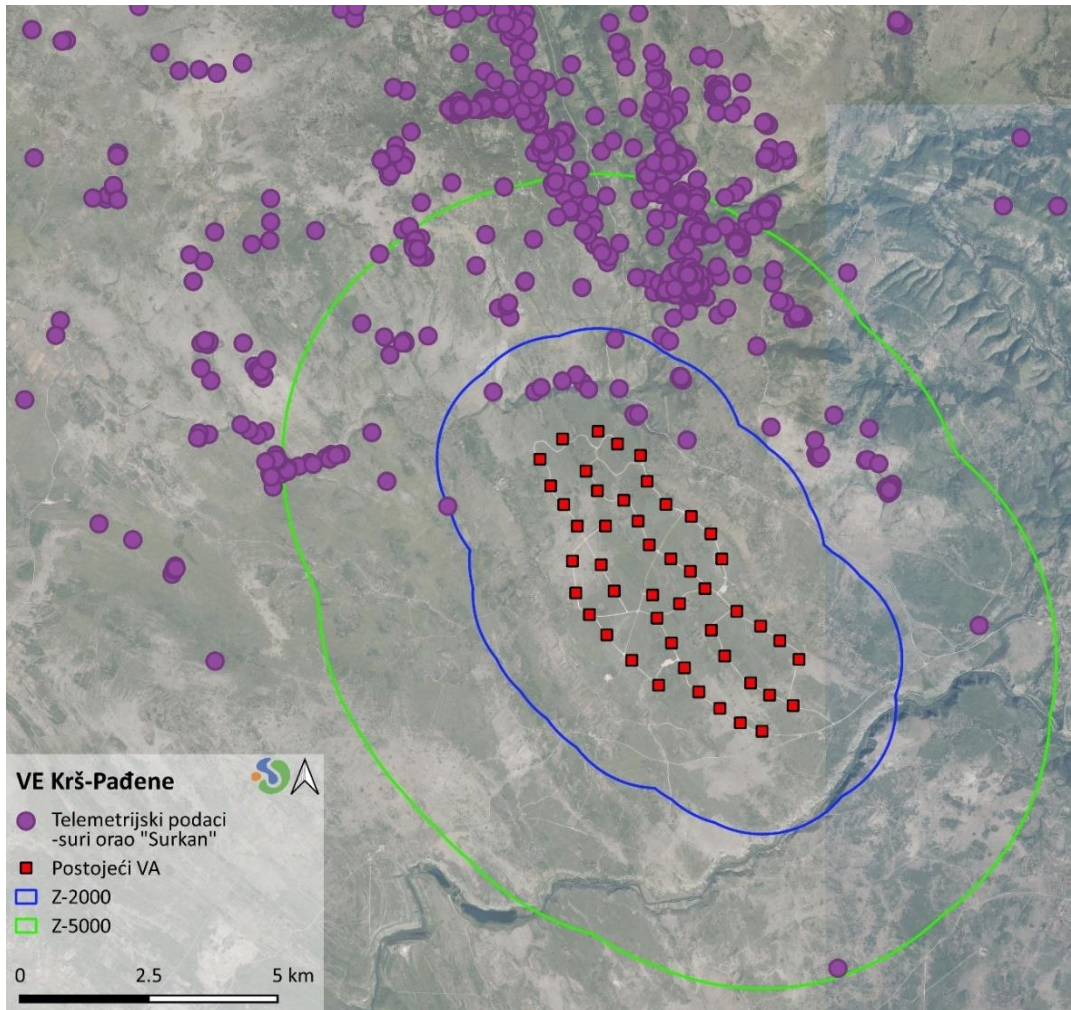 VE Krš-Pađene
Telemetrijski podaci
-suri orao "Surkan"
Postojeći VA
Z-2000
Z-5000
0 2.5 5 km